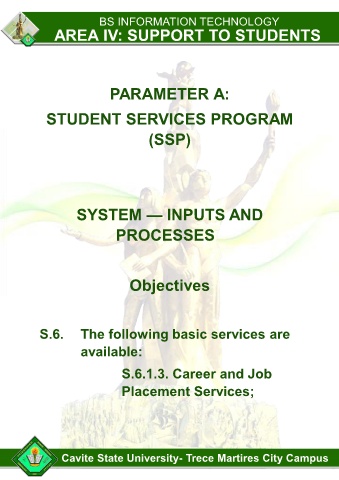 BS INFORMATION TECHNOLOGY
AREA IV: SUPPORT TO STUDENTS
PARAMETER A:
STUDENT SERVICES PROGRAM
(SSP)
SYSTEM — INPUTS AND
PROCESSES
Objectives
S.6. The following basic services are
available:
S.6.1.3. Career and Job
Placement Services;
Cavite State University- Trece Martires City Campus